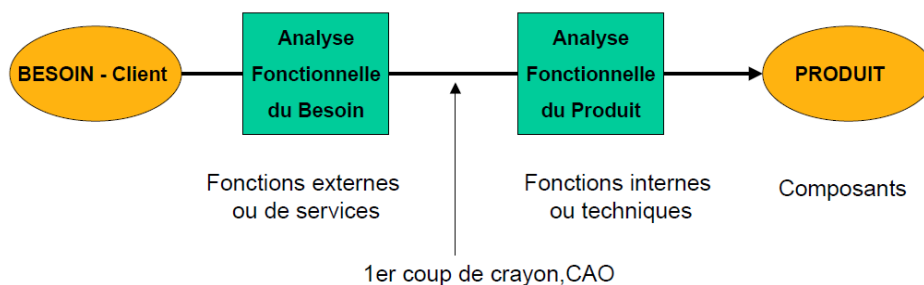 BESOIN - Client
Analyse
Fonctionnelle
du Besoin
Analyse
Fonctionnelle
du Produit
PRODUIT
Fonctions externes
ou de services
Fonctions internes
ou techniques
Composants
1er coup de crayon,CAO